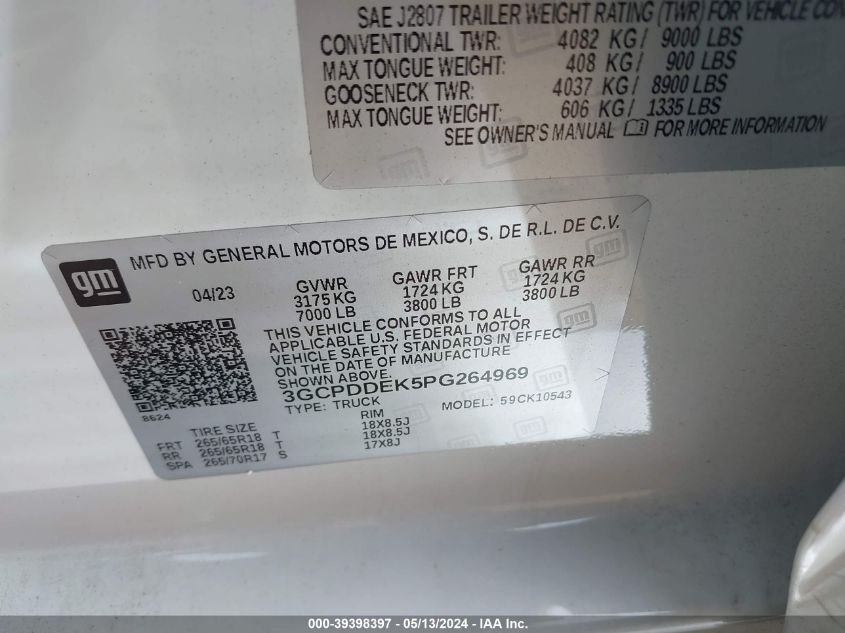 SAE J2807 TRAILER WEIGHT RATING (TWR) FOR VEHICLE
CONVENTIONAL TWR: 4082 KG/ 9000 LBS
MAX TONGUE WEIGHT: 408 KG/ 900 LBS
GOOSENECK TWR: 4037 KG/ 8900 LBS
MAX TONGUE WEIGHT: 606 KG/ 1335 LBS
SEE OWNER'S MANUAL FOR MORE INFORMATION
gm
MFD BY GENERAL MOTORS DE MEXICO, S. DE R.L. DE C.V.
04/23 GVWR GAWR FRT GAWR RR
3175 KG 1724 KG 1724 KG
7000 LB 3800 LB 3800 LB
THIS VEHICLE CONFORMS TO ALL
APPLICABLE U.S. FEDERAL MOTOR
VEHICLE SAFETY STANDARDS IN EFFECT
ON THE DATE OF MANUFACTURE
SHOWN ABOVE.
3GCPDDEK5PG264969
TYPE: TRUCK MODEL: 59CK10543
8624
TIRE SIZE RIM
FRT 265/65R18 T 18X8.5J
RR 265/65R18 T 18X8.5J
SPA 265/70R17 S 17X8J
000-39398397 - 05/13/2024 - IAA Inc.